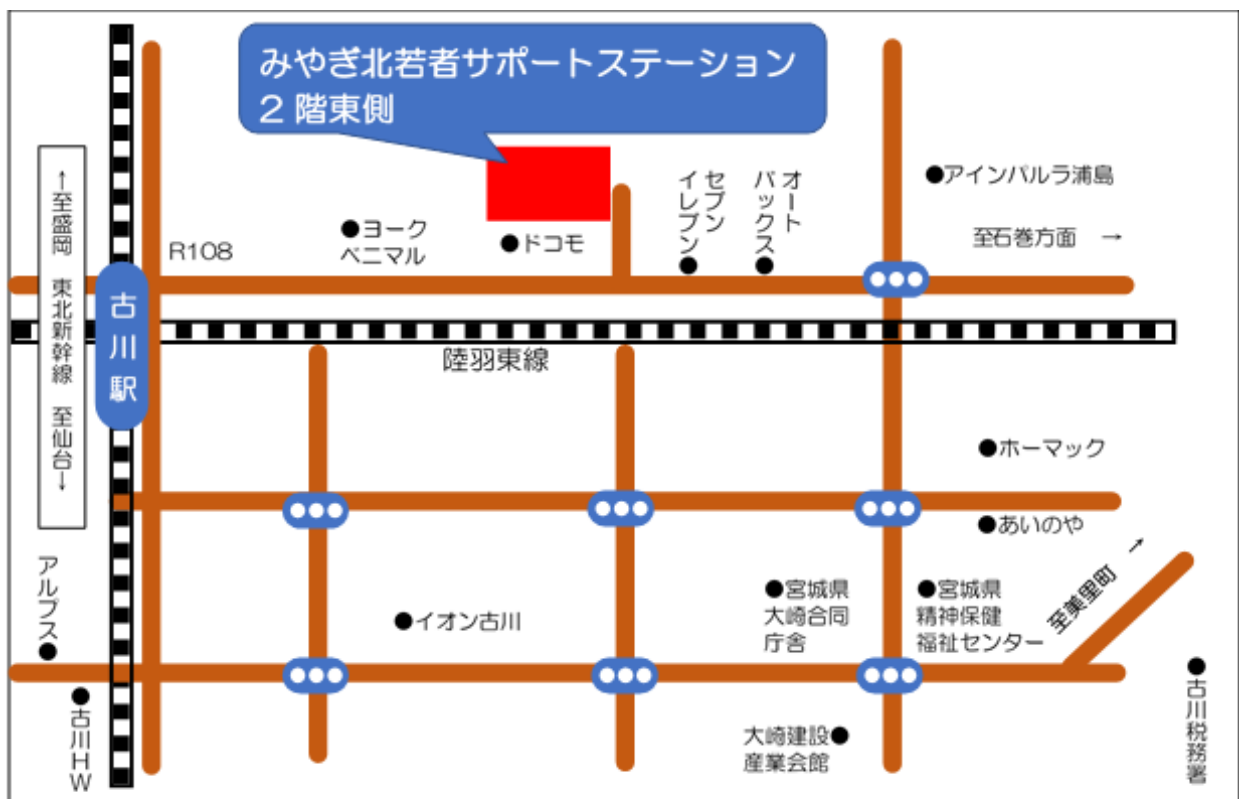 みやぎ北若者サポートステーション
2 階東側
←至盛岡 東北新幹線 至仙台→
古川駅
R108
●ヨーク
ベニマル
●ドコモ
セブン
イレブン●
オート
バックス●
●アインパルラ浦島
至石巻方面 →
陸羽東線
●ホーマック
●あいのや
至美里町 →
アルプス●
●イオン古川
●宮城県
大崎合同
庁舎
●宮城県
精神保健
福祉センター
●古川HW
大崎建設●
産業会館
●古川税務署